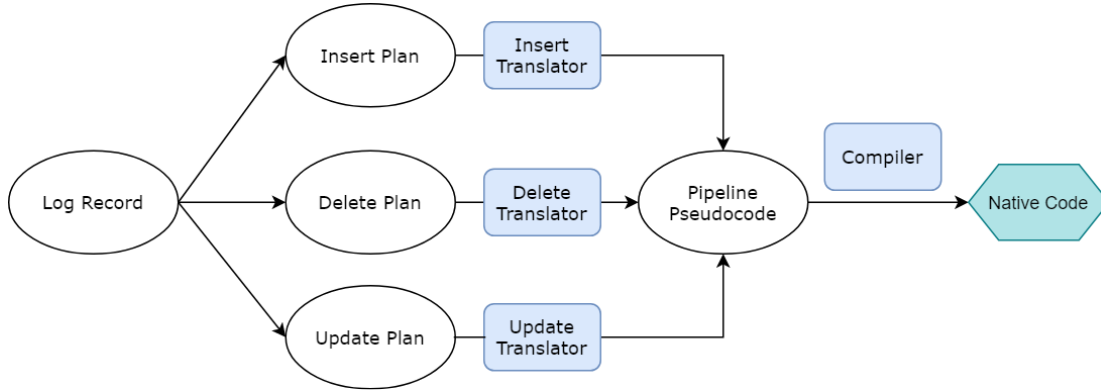 Log Record
Insert Plan
Insert
Translator
Delete Plan
Delete
Translator
Update Plan
Update
Translator
Pipeline
Pseudocode
Compiler
Native Code